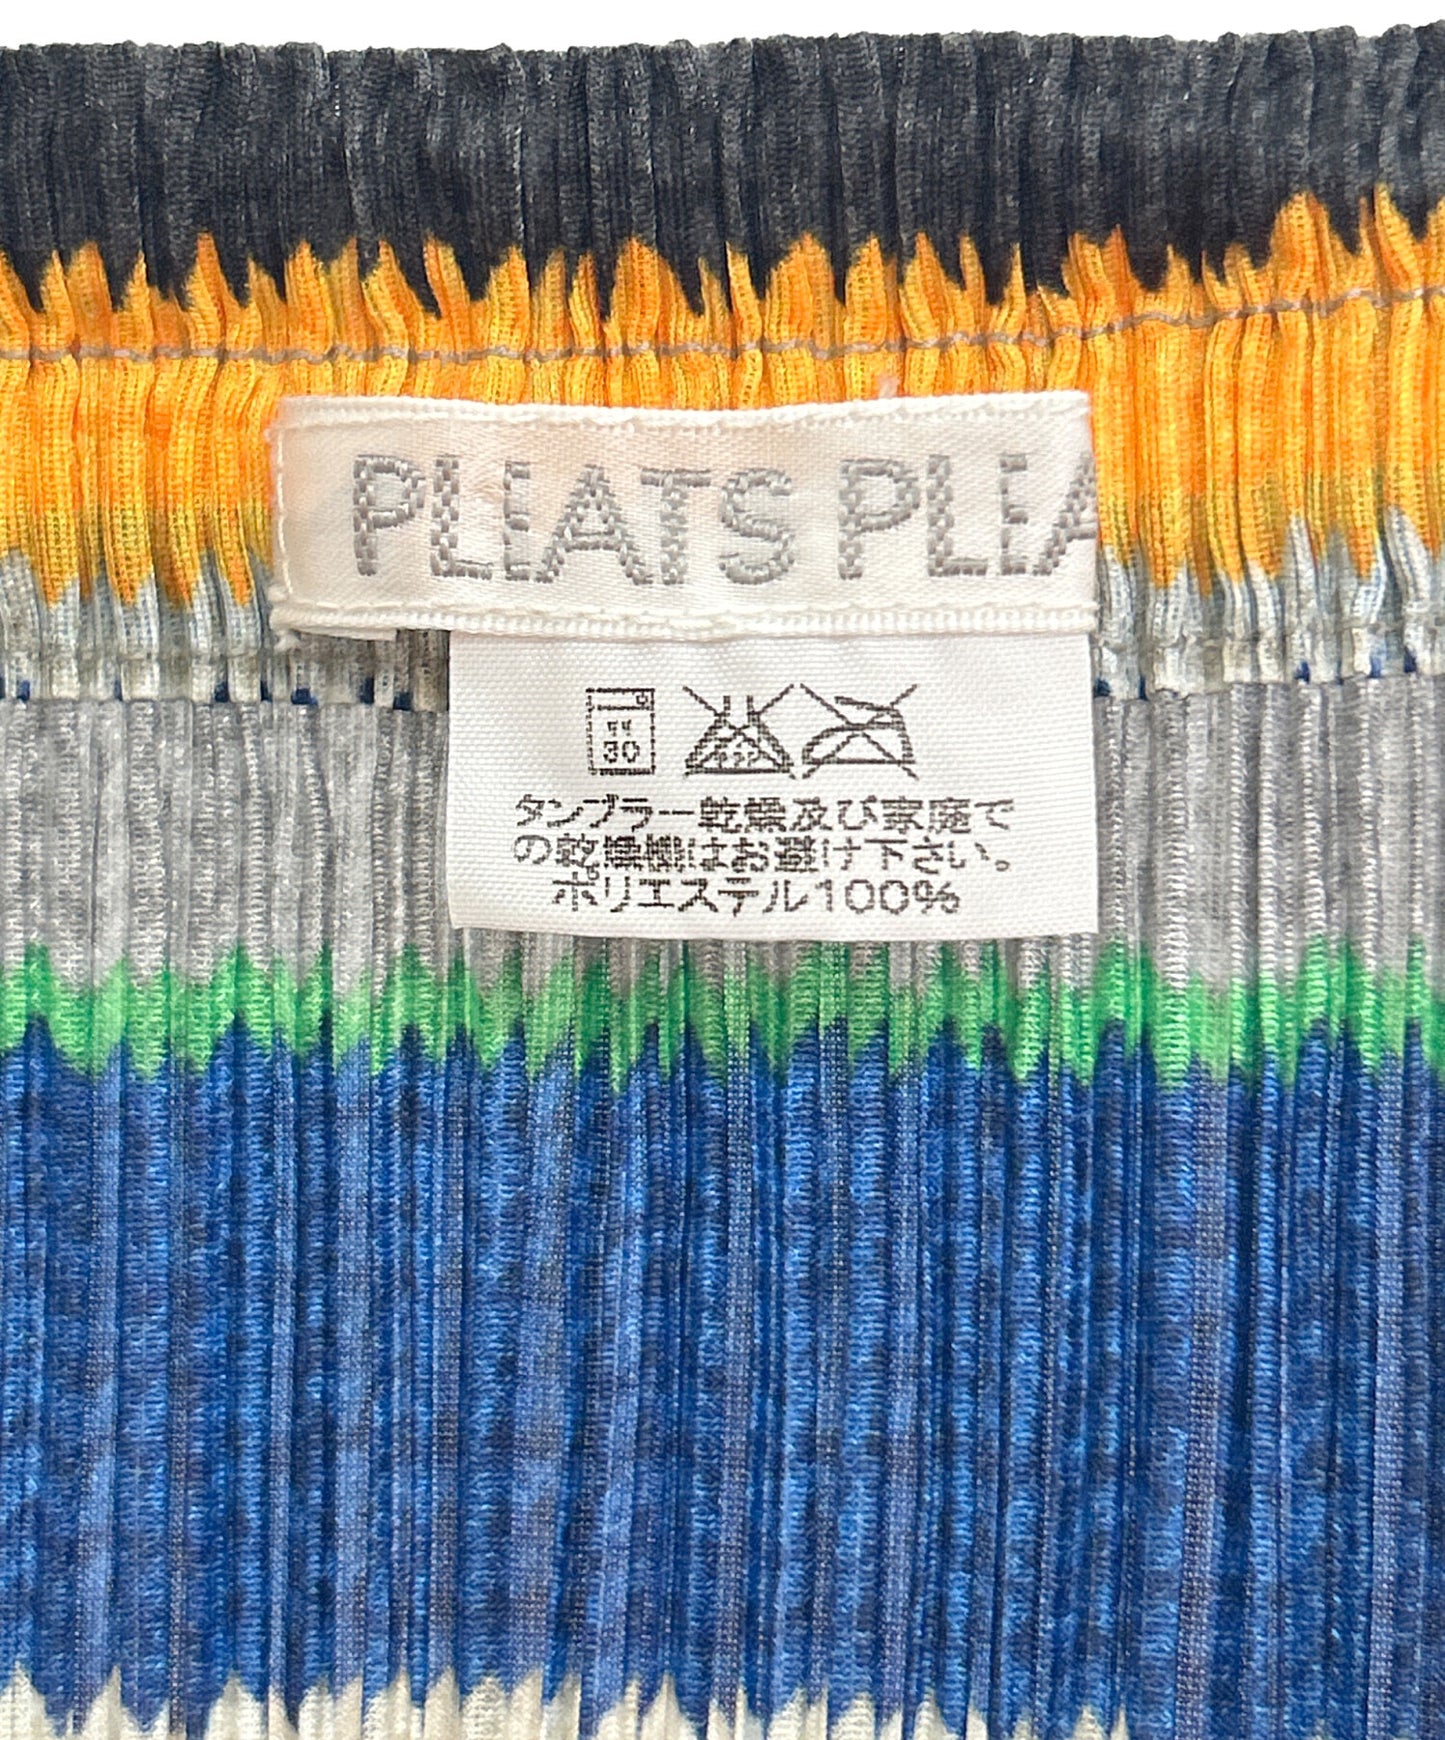 PLEATS PLEA
30
タンブラー乾燥及び家庭で
の乾燥機はお避け下さい。
ポリエステル100%